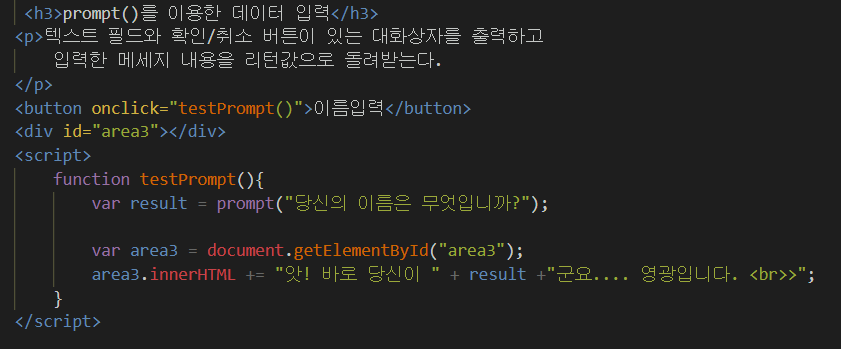 <h3>prompt()를 이용한 데이터 입력</h3>
<p>텍스트 필드와 확인/취소 버튼이 있는 대화상자를 출력하고
입력한 메세지 내용을 리턴값으로 돌려받는다.
</p>
<button onclick="testPrompt()">이름입력</button>
<div id="area3"></div>
<script>
function testPrompt(){
var result = prompt("당신의 이름은 무엇입니까?");
var area3 = document.getElementById("area3");
area3.innerHTML += "앗! 바로 당신이 " + result +"군요.... 영광입니다. <br>>";
}
</script>